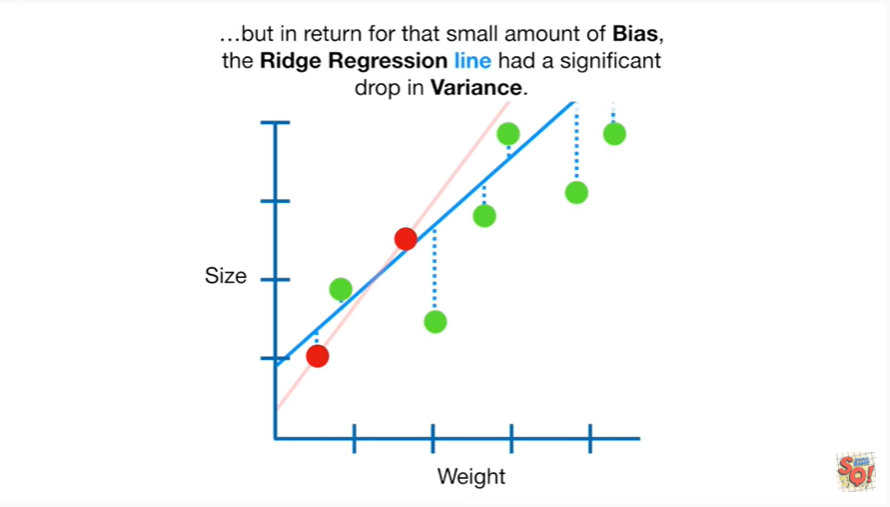 ...but in return for that small amount of Bias,
the Ridge Regression line had a significant
drop in Variance.
Size
Weight
SQ!